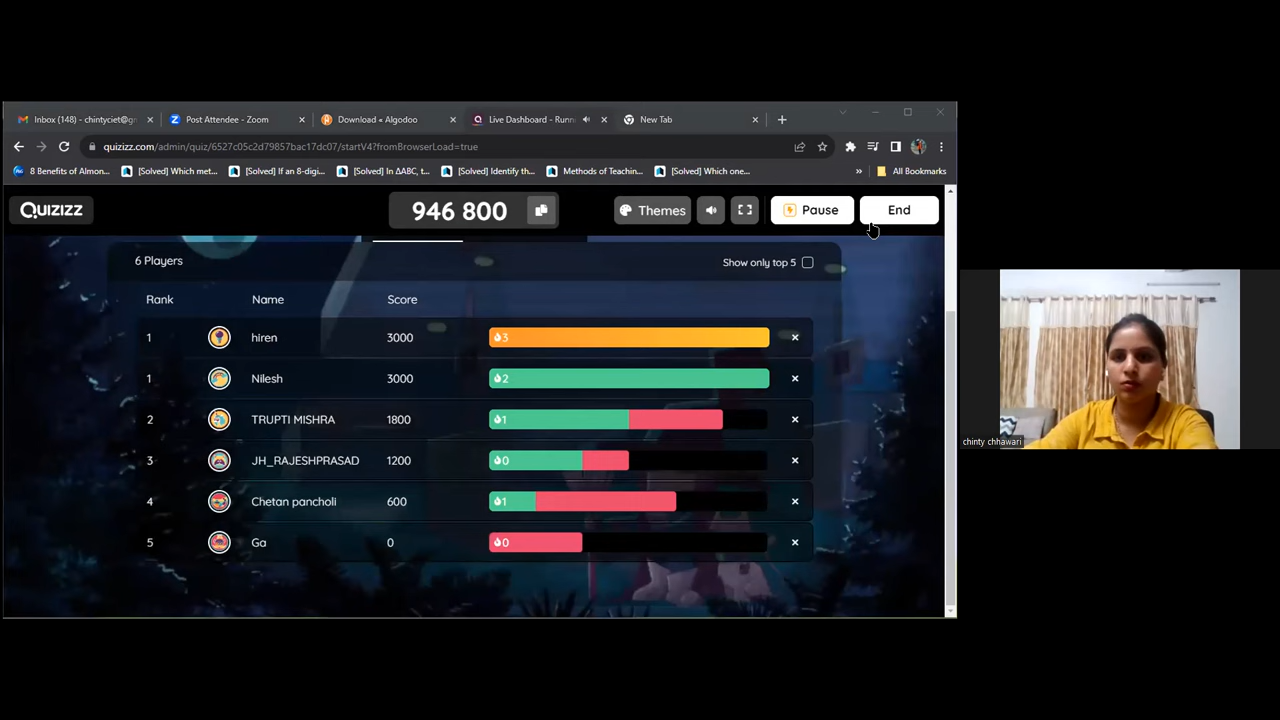 Inbox (148) - chintyciet@gm
Post Attendee - Zoom
Download « Algodoo
Live Dashboard - Runn
New Tab
quizizz.com/admin/quiz/6527c05c2d79857bac17dc07/startV4?fromBrowserLoad=true
8 Benefits of Almon...
[Solved] Which met...
[Solved] If an 8-digi...
[Solved] In ΔABC, t...
[Solved] Identify th...
Methods of Teachin...
[Solved] Which one...
»
All Bookmarks
QUIZIZZ
946 800
Themes
Pause
End
6 Players
Show only top 5
Rank Name Score
1 hiren 3000 3
1 Nilesh 3000 2
2 TRUPTI MISHRA 1800 1
3 JH_RAJESHPRASAD 1200 0
4 Chetan pancholi 600 1
5 Ga 0 0
chinty chhawari